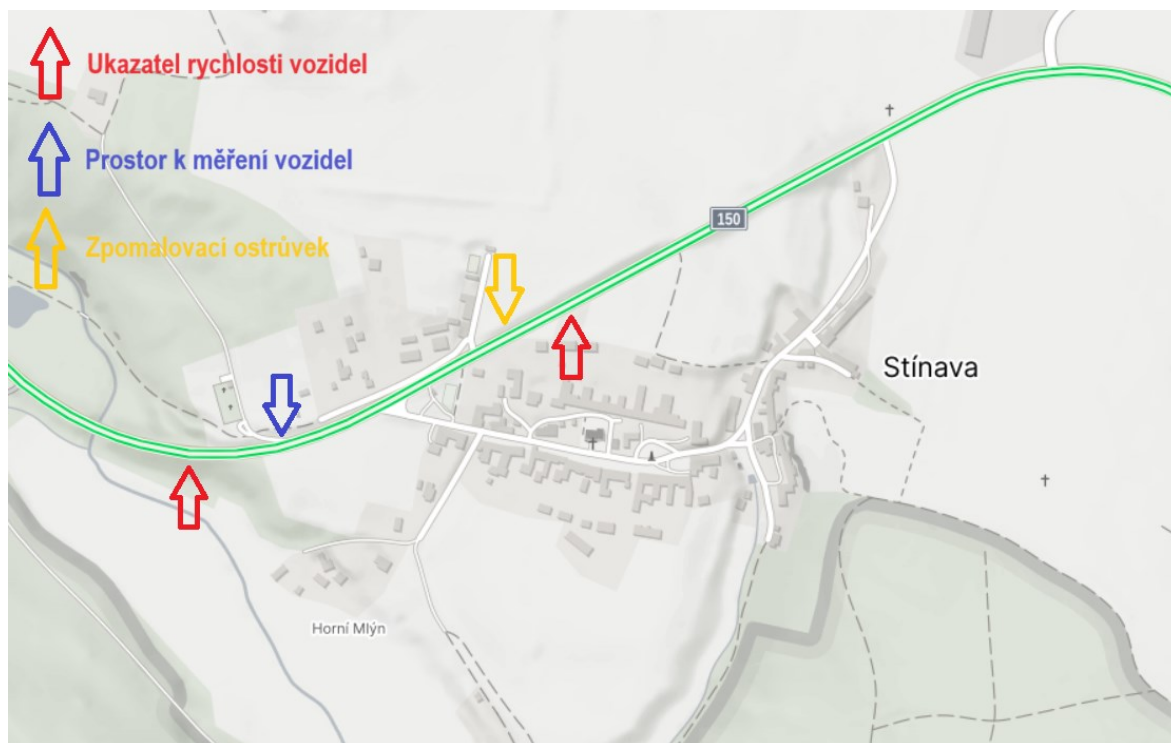 Ukazatel rychlosti vozidel
Prostor k měření vozidel
Zpomalovací ostrůvek
150
Stínava
Horní Mlýn